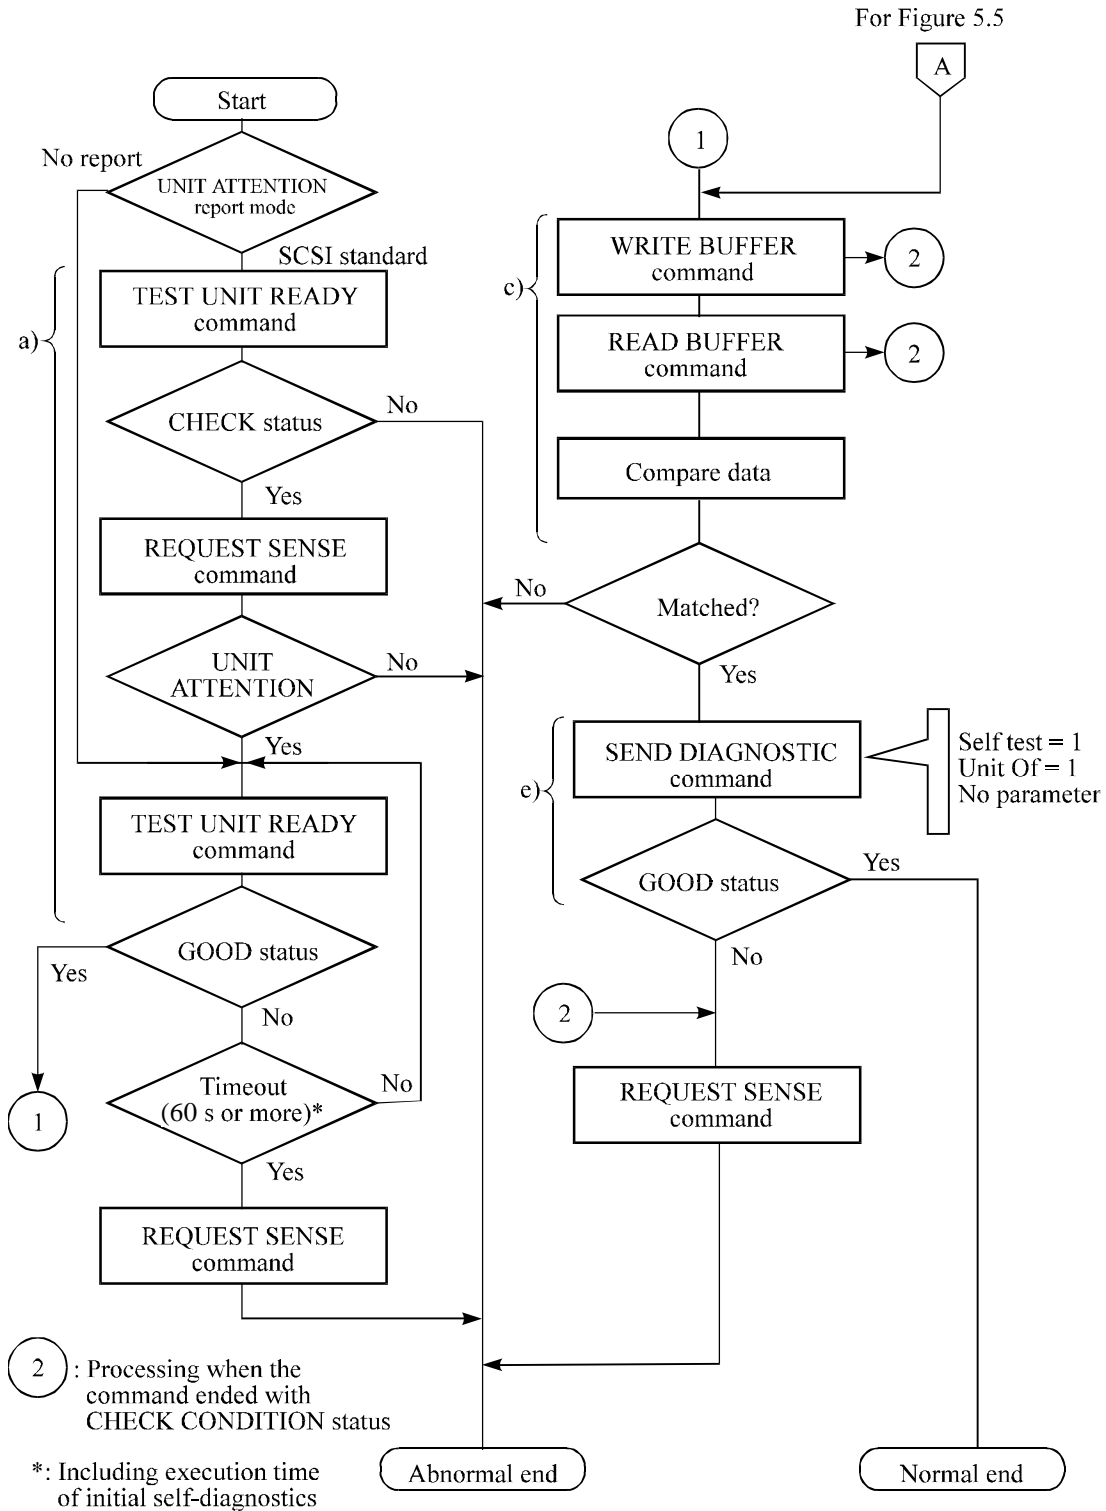 For Figure 5.5
A
Start
No report
UNIT ATTENTION
report mode
SCSI standard
a)
TEST UNIT READY
command
CHECK status
No
Yes
REQUEST SENSE
command
UNIT
ATTENTION
No
Yes
TEST UNIT READY
command
GOOD status
Yes
No
1
Timeout
(60 s or more)*
No
Yes
REQUEST SENSE
command
1
c)
WRITE BUFFER
command
2
READ BUFFER
command
2
Compare data
Matched?
No
Yes
e)
SEND DIAGNOSTIC
command
Self test = 1
Unit Of = 1
No parameter
GOOD status
Yes
No
2
REQUEST SENSE
command
2 : Processing when the
command ended with
CHECK CONDITION status
*: Including execution time
of initial self-diagnostics
Abnormal end
Normal end